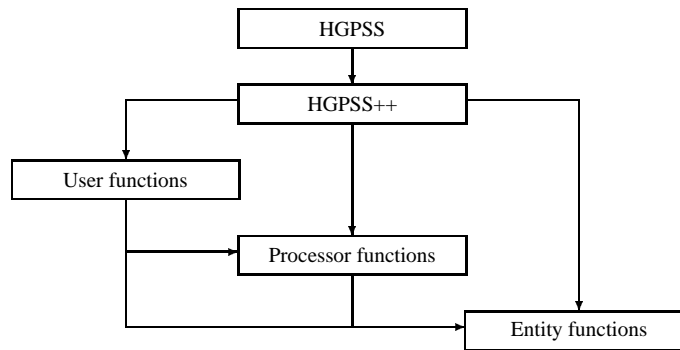 HGPSS
HGPSS++
User functions
Processor functions
Entity functions